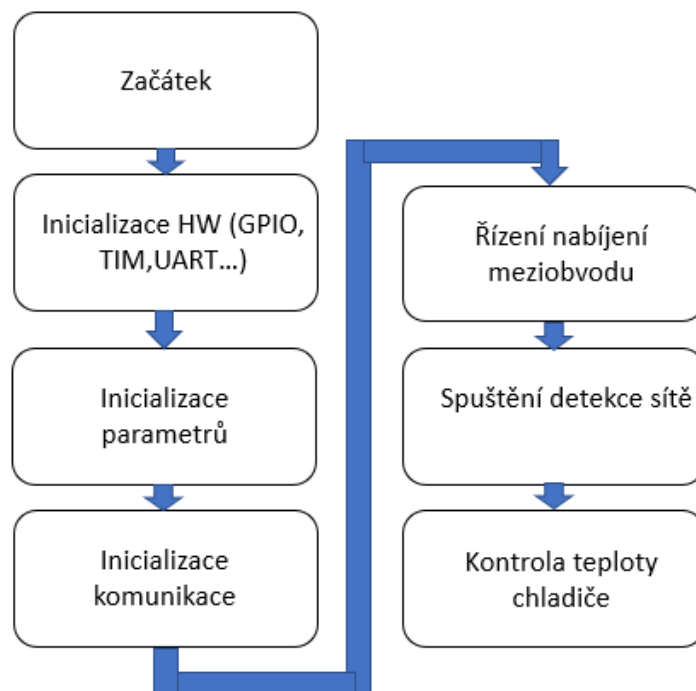 Začátek
Inicializace HW (GPIO,
TIM,UART…)
Inicializace
parametrů
Inicializace
komunikace
Řízení nabíjení
meziobvodu
Spuštění detekce sítě
Kontrola teploty
chladiče